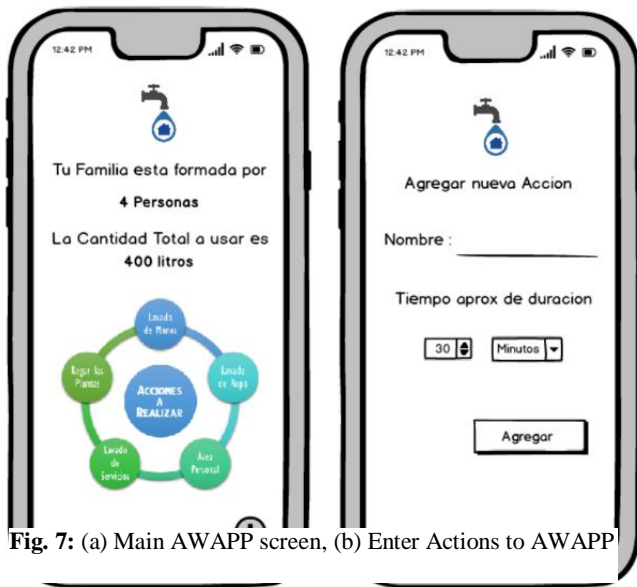 12:42 PM
Tu Familia esta formada por
4 Personas
La Cantidad Total a usar es
400 litros
Lavado
de Manos
Lavado
de Ropa
Aseo
Personal
Lavado
de
Servicios
Regar las
Plantas
ACCIONES
A
REALIZAR
12:42 PM
Agregar nueva Accion
Nombre :
Tiempo aprox de duracion
30 Minutos
Agregar
Fig. 7: (a) Main AWAPP screen, (b) Enter Actions to AWAPP